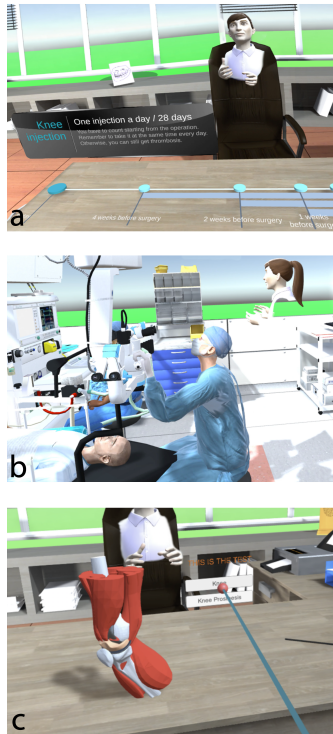 Knee
injection
One injection a day / 28 days
You have to count starting from the operation.
Remember to take it at the same time every day.
Otherwise, you can still get thrombosis.
4 weeks before surgery
2 weeks before surgery
1 weeks
before surge
a
b
THIS IS THE
Knee
Knee Prosthesis
c